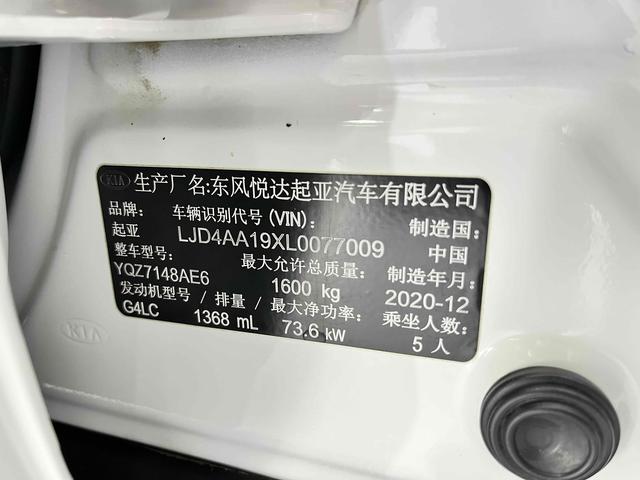 KIA 生产厂名:东风悦达起亚汽车有限公司
品牌: 车辆识别代号(VIN): 制造国:
起亚 LJD4AA19XL0077009 中国
整车型号: 最大允许总质量: 制造年月:
YQZ7148AE6 1600 kg 2020-12
发动机型号 / 排量 / 最大净功率: 乘坐人数:
G4LC 1368 mL 73.6 kW 5 人
KIA